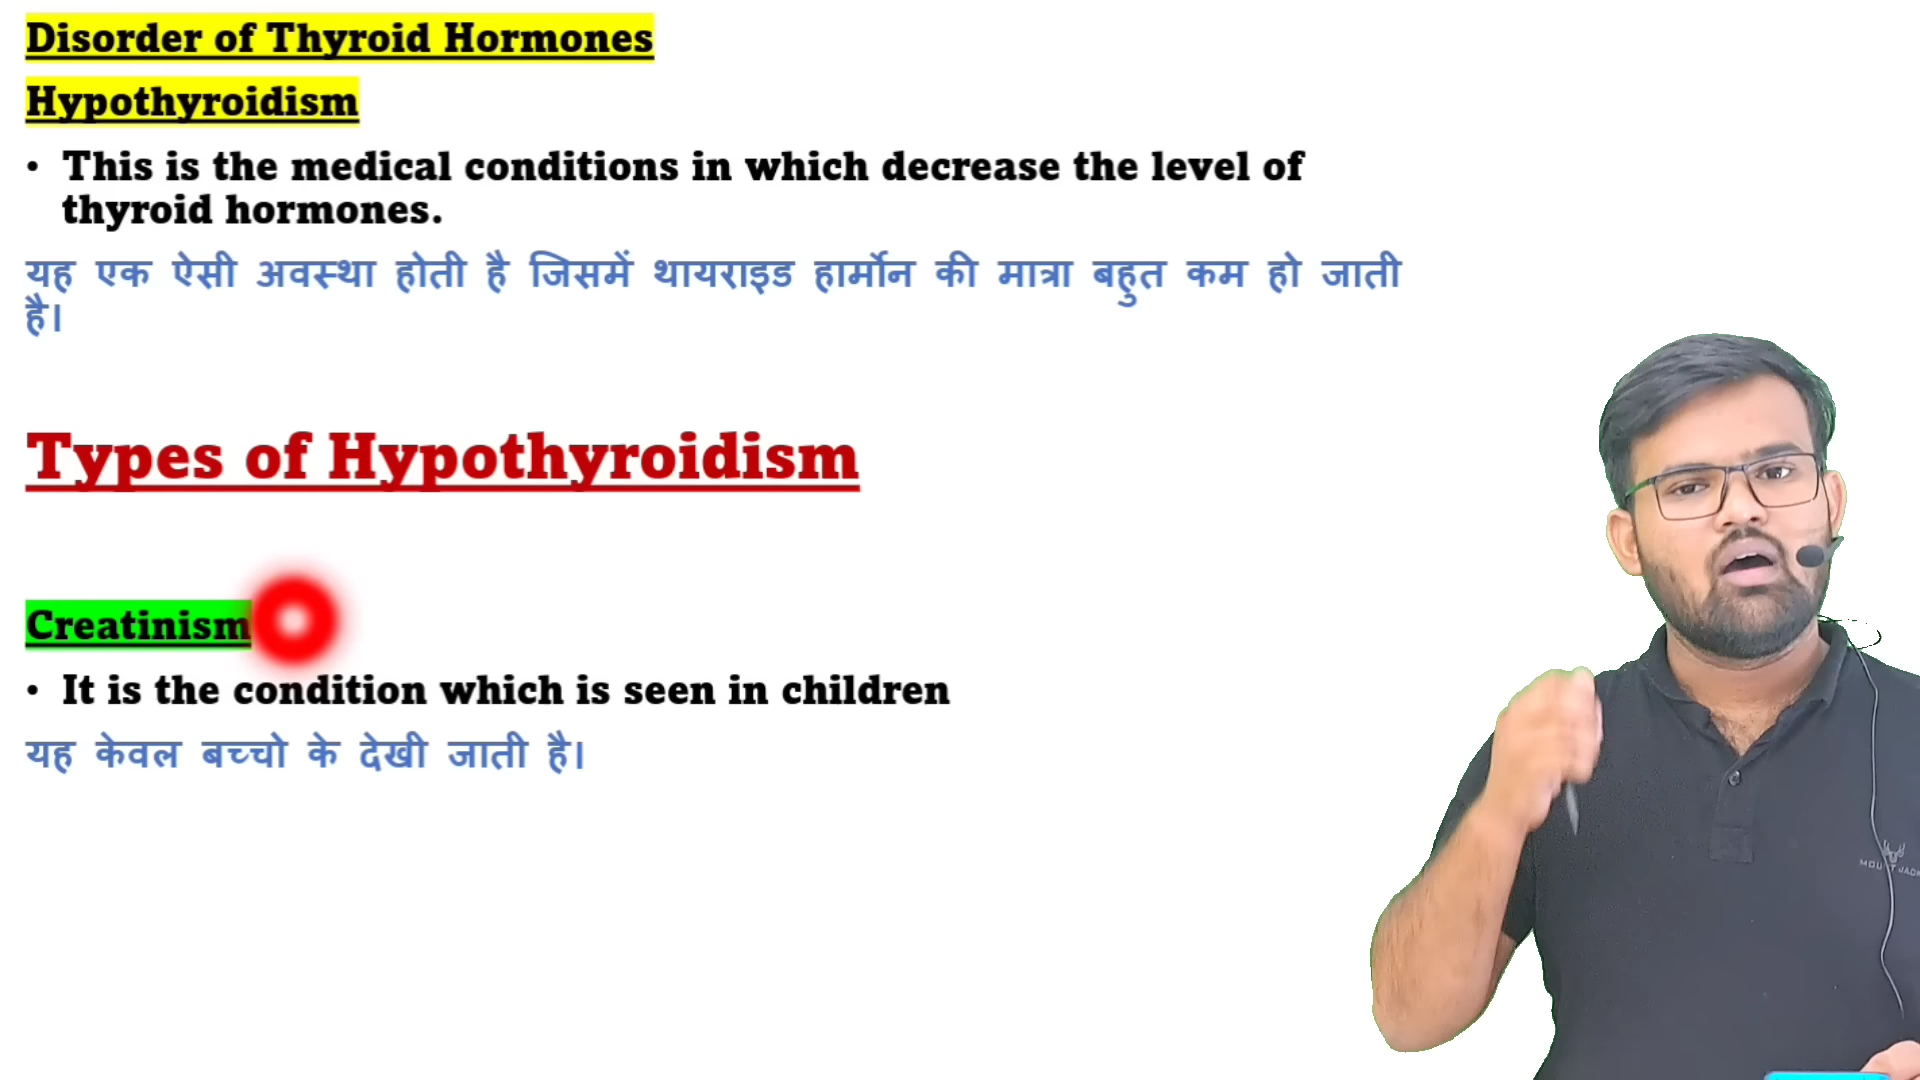 Disorder of Thyroid Hormones
Hypothyroidism
• This is the medical conditions in which decrease the level of
thyroid hormones.
यह एक ऐसी अवस्था होती है जिसमें थायराइड हार्मोन की मात्रा बहुत कम हो जाती
है।
Types of Hypothyroidism
Creatinism
• It is the condition which is seen in children
यह केवल बच्चो के देखी जाती है।